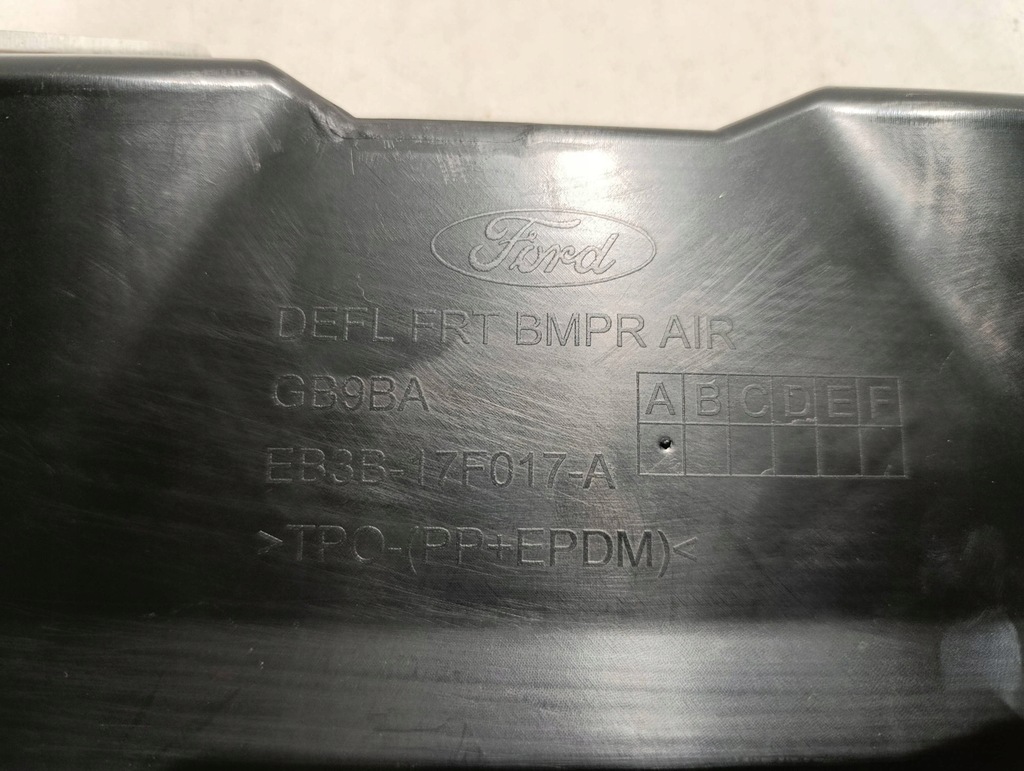 Ford
DEFL FRT BMPR AIR
GB9BA
A B C D E F
EB3B-17F017-A
>TPO-(PP+EPDM)<